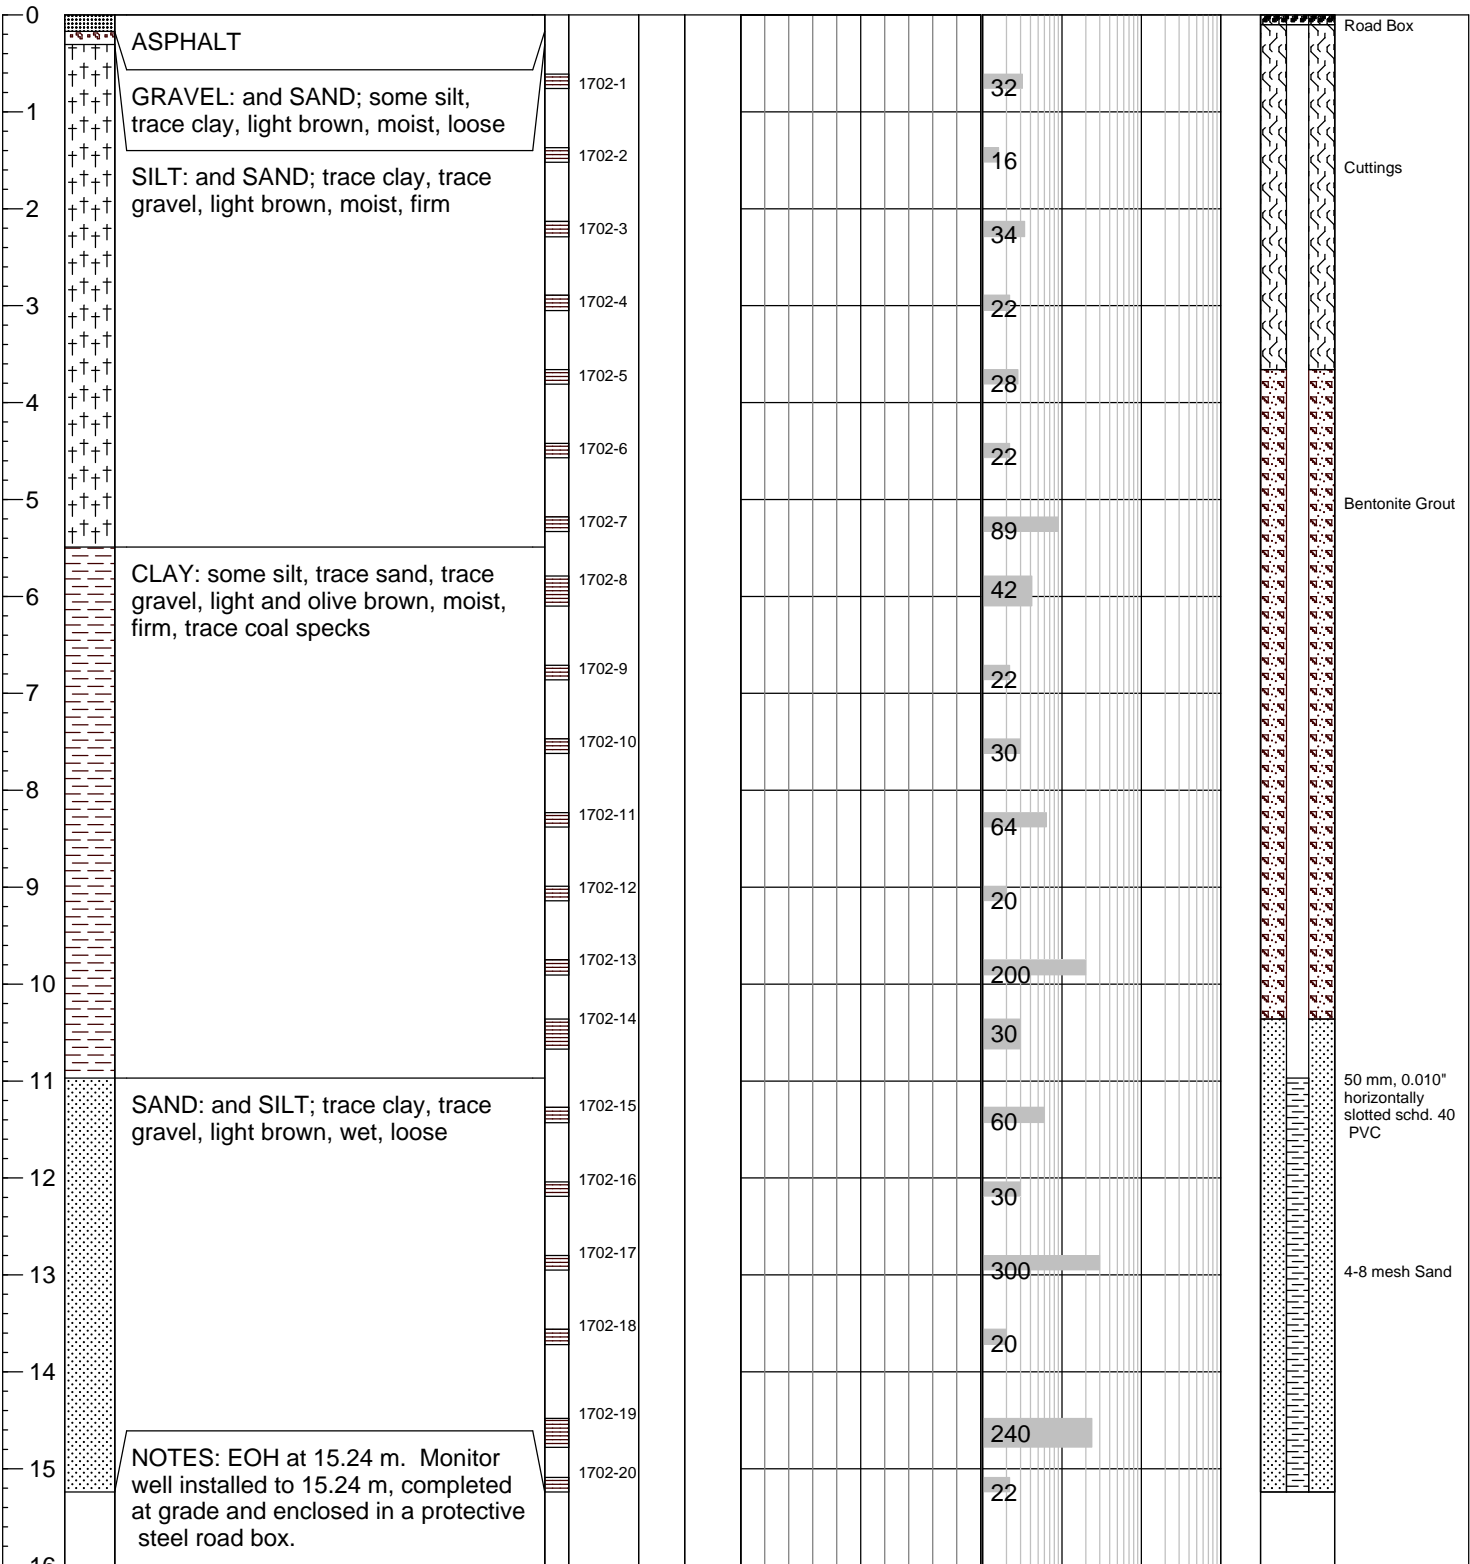 0
ASPHALT
Road Box
1702-1
32
GRAVEL: and SAND; some silt,
trace clay, light brown, moist, loose
1
1702-2
16
SILT: and SAND; trace clay, trace
gravel, light brown, moist, firm
Cuttings
2
1702-3
34
3
1702-4
22
1702-5
28
4
1702-6
22
5
Bentonite Grout
1702-7
89
CLAY: some silt, trace sand, trace
gravel, light and olive brown, moist,
firm, trace coal specks
1702-8
42
6
1702-9
22
7
1702-10
30
8
1702-11
64
9
1702-12
20
1702-13
200
10
1702-14
30
11
50 mm, 0.010"
horizontally
slotted schd. 40
PVC
SAND: and SILT; trace clay, trace
gravel, light brown, wet, loose
1702-15
60
12
1702-16
30
1702-17
300
13
4-8 mesh Sand
1702-18
20
14
1702-19
240
NOTES: EOH at 15.24 m. Monitor
well installed to 15.24 m, completed
at grade and enclosed in a protective
steel road box.
15
1702-20
22
16